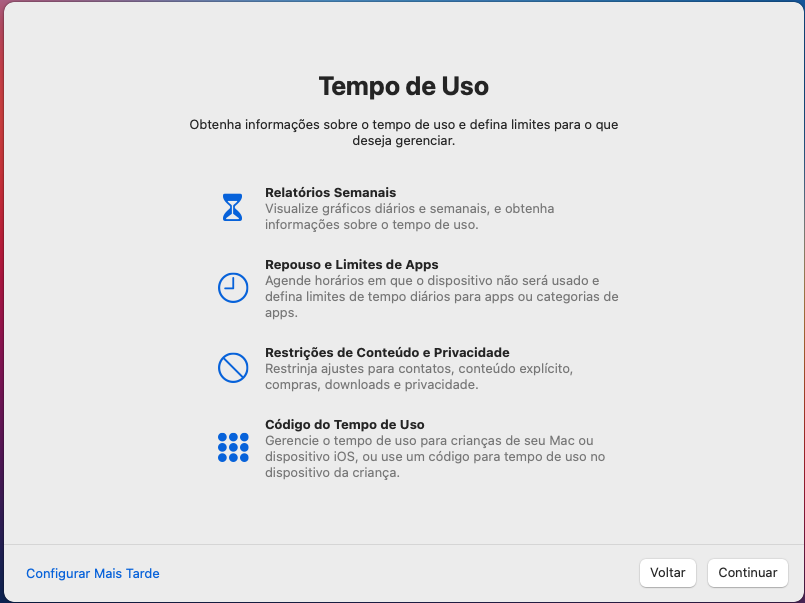 Tempo de Uso
Obtenha informações sobre o tempo de uso e defina limites para o que
deseja gerenciar.
Relatórios Semanais
Visualize gráficos diários e semanais, e obtenha
informações sobre o tempo de uso.
Repouso e Limites de Apps
Agende horários em que o dispositivo não será usado e
defina limites de tempo diários para apps ou categorias de
apps.
Restrições de Conteúdo e Privacidade
Restrinja ajustes para contatos, conteúdo explícito,
compras, downloads e privacidade.
Código do Tempo de Uso
Gerencie o tempo de uso para crianças de seu Mac ou
dispositivo iOS, ou use um código para tempo de uso no
dispositivo da criança.
Configurar Mais Tarde
Voltar
Continuar